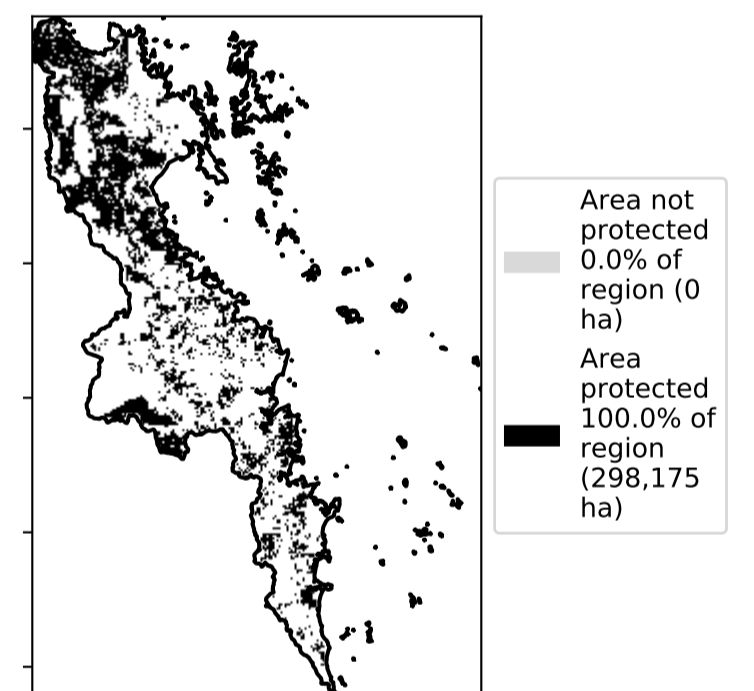 Area not
protected
0.0% of
region (0
ha)
Area
protected
100.0% of
region
(298,175
ha)